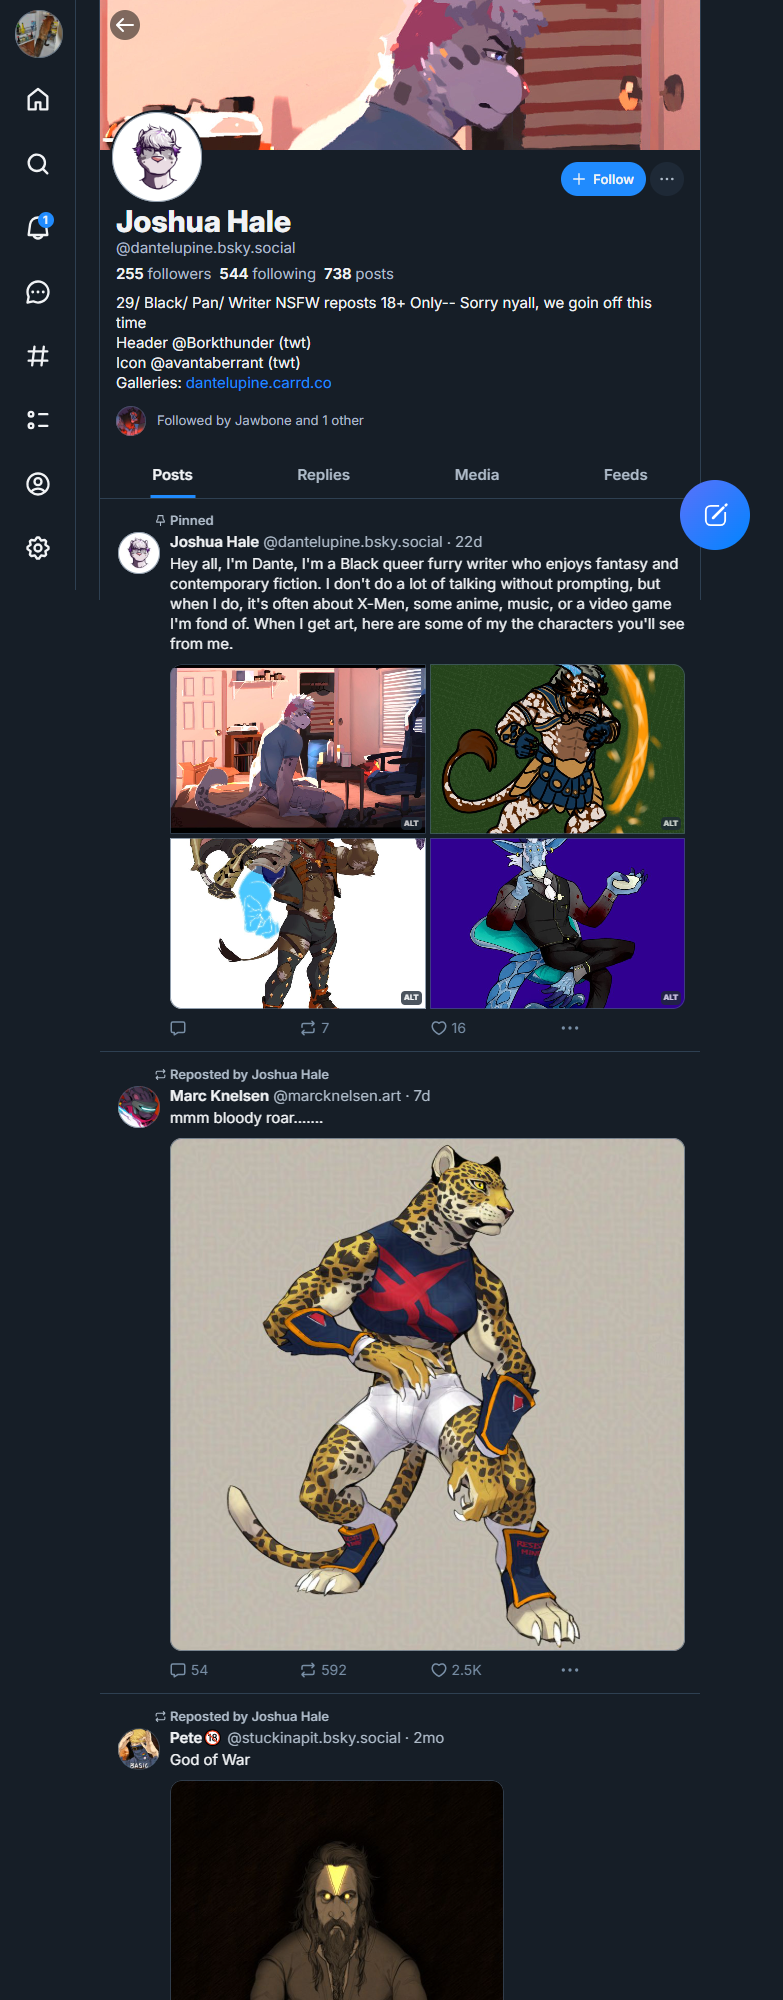 1
Follow
Joshua Hale
@dantelupine.bsky.social
255 followers 544 following 738 posts
29/ Black/ Pan/ Writer NSFW reposts 18+ Only-- Sorry nyall, we goin off this
time
Header @Borkthunder (twt)
Icon @avantaberrant (twt)
Galleries: dantelupine.carrd.co
Followed by Jawbone and 1 other
Posts Replies Media Feeds
Pinned
Joshua Hale @dantelupine.bsky.social · 22d
Hey all, I'm Dante, I'm a Black queer furry writer who enjoys fantasy and
contemporary fiction. I don't do a lot of talking without prompting, but
when I do, it's often about X-Men, some anime, music, or a video game
I'm fond of. When I get art, here are some of my the characters you'll see
from me.
ALT
ALT
ALT
ALT
7 16
Reposted by Joshua Hale
Marc Knelsen @marcknelsen.art · 7d
mmm bloody roar.......
54 592 2.5K
Reposted by Joshua Hale
Pete🔞 @stuckinapit.bsky.social · 2mo
God of War
BASIC